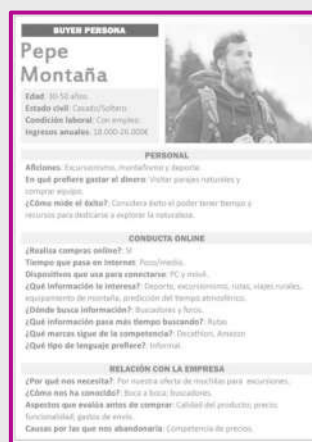 BUYER PERSONA
Pepe
Montaña
Edad: 30-50 años.
Estado civil: Casado/Soltero
Condición laboral: Con empleo.
Ingresos anuales: 18.000-26.000€
PERSONAL
Aficiones: Excursionismo, montañismo y deporte.
En qué prefiere gastar el dinero: Visitar parajes naturales y
comprar equipo.
¿Cómo mide el éxito?: Considera éxito el poder tener tiempo y
recursos para dedicarse a explorar la naturaleza.
CONDUCTA ONLINE
¿Realiza compras online?: Sí
Tiempo que pasa en Internet: Poco/medio.
Dispositivos que usa para conectarse: PC y móvil.
¿Qué información le interesa?: Deporte, excursionismo, rutas, viajes rurales,
equipamiento de montaña, predicción del tiempo atmosférico.
¿Dónde busca información?: Buscadores y foros.
¿Qué información pasa más tiempo buscando?: Rutas
¿Qué marcas sigue de la competencia?: Decathlon, Amazon
¿Qué tipo de lenguaje prefiere?: Informal.
RELACIÓN CON LA EMPRESA
¿Por qué nos necesita?: Por nuestra oferta de mochilas para excursiones.
¿Cómo nos ha conocido?: Boca a boca; buscadores.
Aspectos que evalúa antes de comprar: Calidad del producto; precio;
funcionalidad, gastos de envío.
Causas por las que nos abandonaría: Competencia de precios.